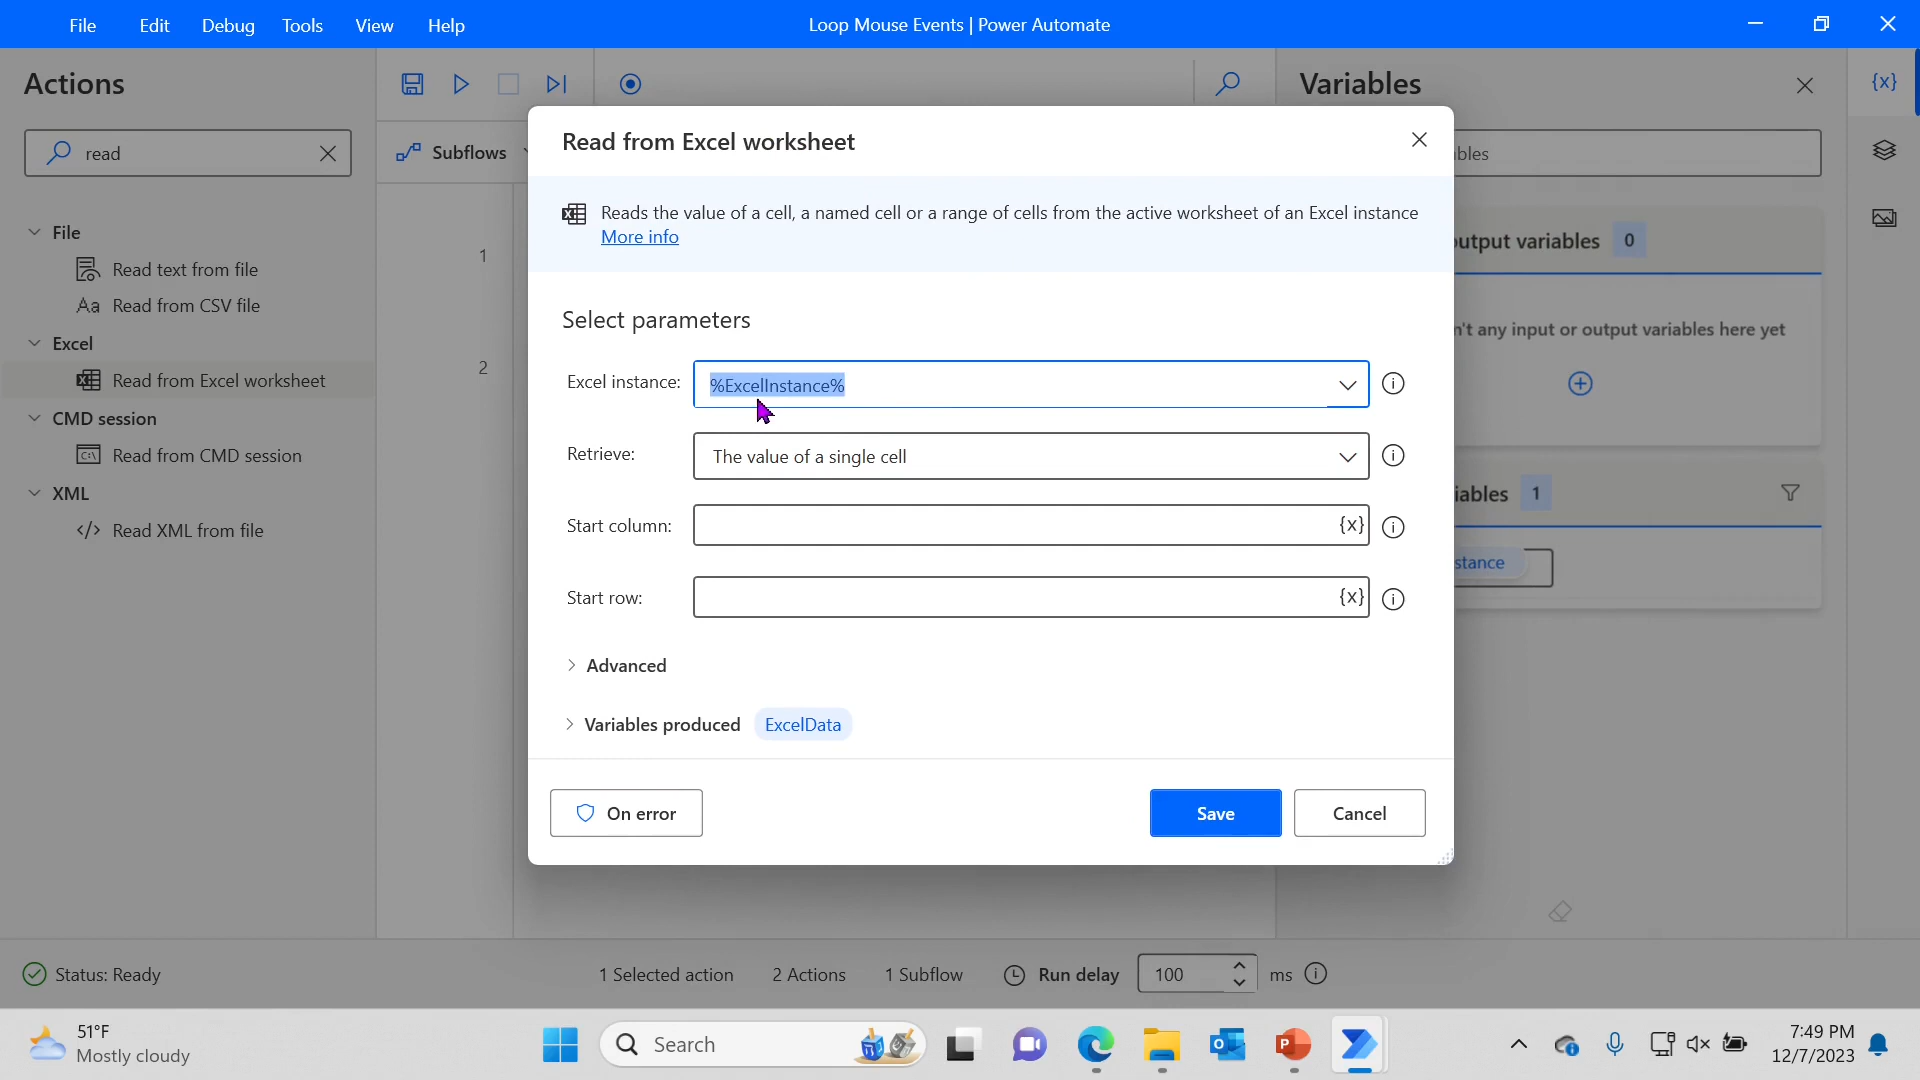 File Edit Debug Tools View Help
Loop Mouse Events | Power Automate
Actions
read
File
Read text from file
Aa Read from CSV file
Excel
Read from Excel worksheet
CMD session
Read from CMD session
XML
Read XML from file
Subflows
1
2
Read from Excel worksheet
Reads the value of a cell, a named cell or a range of cells from the active worksheet of an Excel instance
More info
Select parameters
Excel instance: %ExcelInstance%
Retrieve: The value of a single cell
Start column: {x}
Start row: {x}
Advanced
Variables produced ExcelData
On error
Save
Cancel
Variables
{x}
bles
utput variables 0
n't any input or output variables here yet
iables 1
stance
Status: Ready
1 Selected action 2 Actions 1 Subflow Run delay 100 ms
51°F
Mostly cloudy
Search
7:49 PM
12/7/2023